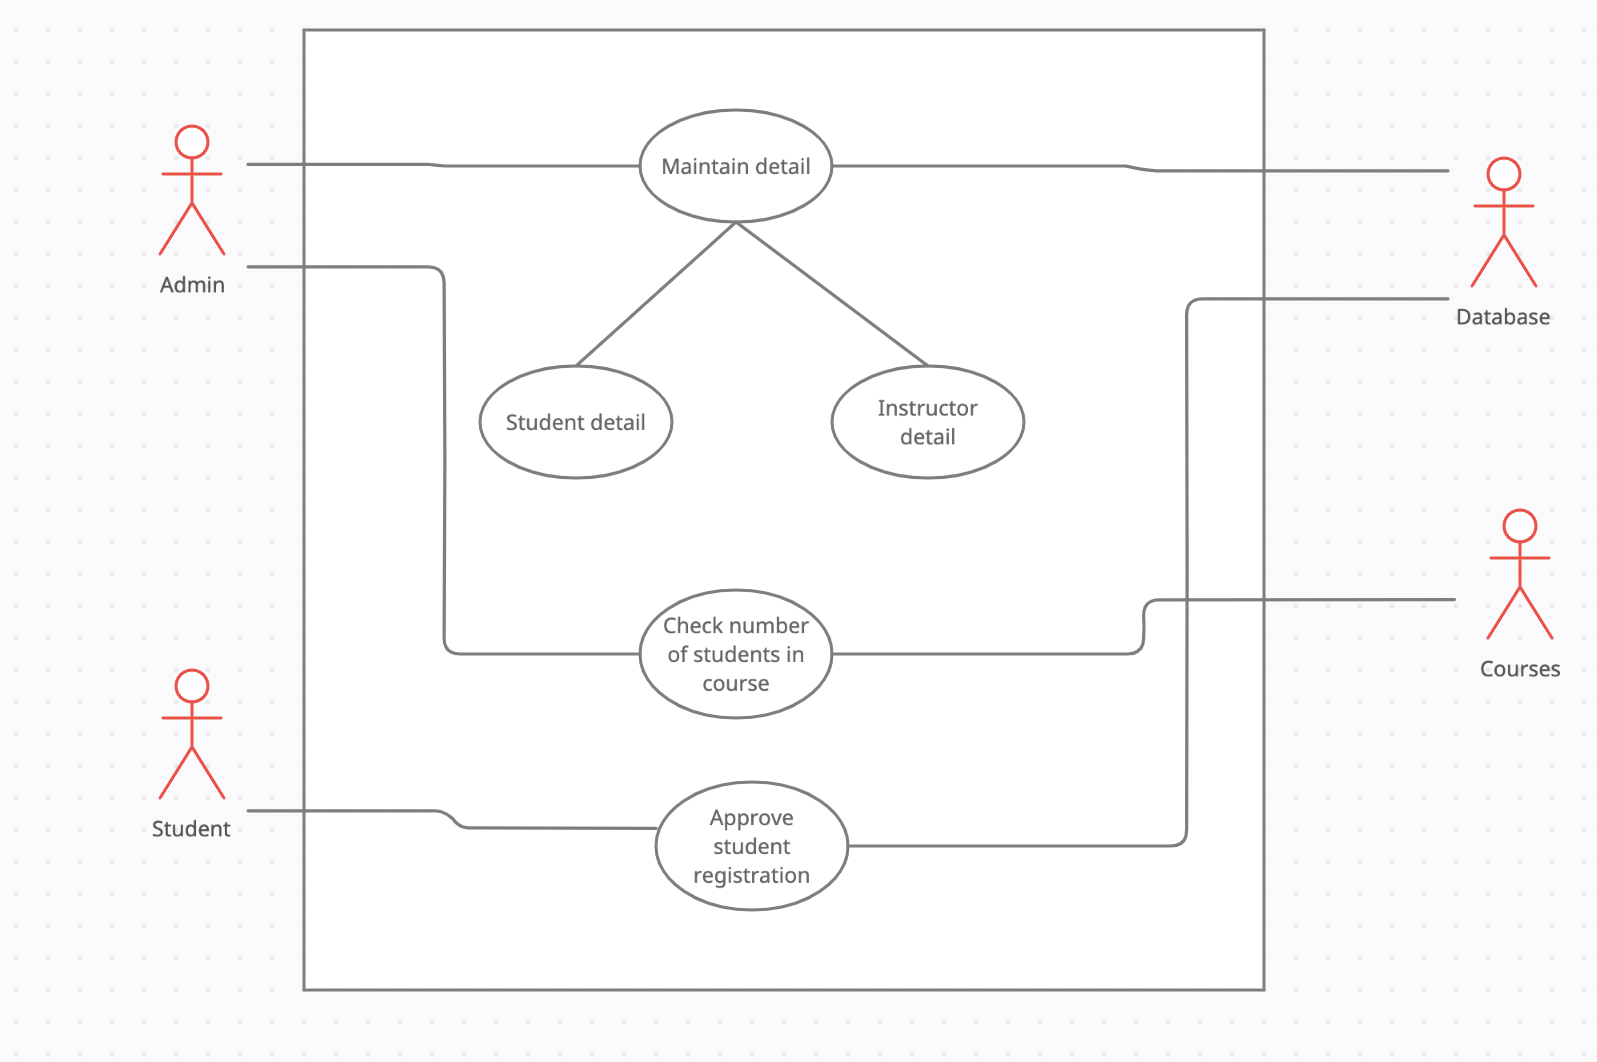 Maintain detail
Admin
Database
Student detail
Instructor
detail
Check number
of students in
course
Courses
Student
Approve
student
registration